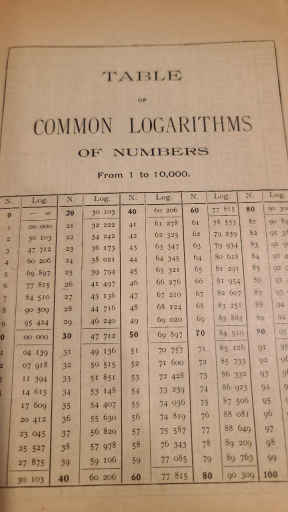 TABLE
OF
COMMON LOGARITHMS
OF NUMBERS
From 1 to 10,000.
N. Log. N. Log. N. Log. N. Log. N. Log
0 — ∞ 20 30 103 40 60 206 60 77 815 80
1 00 000 21 32 222 41 61 278 61 78 533
2 30 103 22 34 242 42 62 325 62 79 239
3 47 712 23 36 173 43 63 347 63 79 934
4 60 206 24 38 021 44 64 345 64 80 618 84
5 69 897 25 39 794 45 65 321 65 81 291 85
6 77 815 26 41 497 46 66 276 66 81 954 86
7 84 510 27 43 136 47 67 210 67 82 607 87
8 90 309 28 44 716 48 68 124 68 83 251 88
9 95 424 29 46 240 49 69 020 69 83 885 89
00 000 30 47 712 50 69 897 70 84 510 90
04 139 31 49 136 51 70 757 71 85 126 91
07 918 32 50 515 52 71 600 72 85 733 92
11 394 33 51 851 53 72 428 73 86 332 93
14 613 34 53 148 54 73 239 74 86 923 94
17 609 35 54 407 55 74 036 75 87 506 95
20 412 36 55 630 56 74 819 76 88 081 96
23 045 37 56 820 57 75 587 77 88 649 97
25 527 38 57 978 58 76 343 78 89 209 98
27 875 39 59 106 59 77 085 79 89 763 99
30 103 40 60 206 60 77 815 80 90 309 100